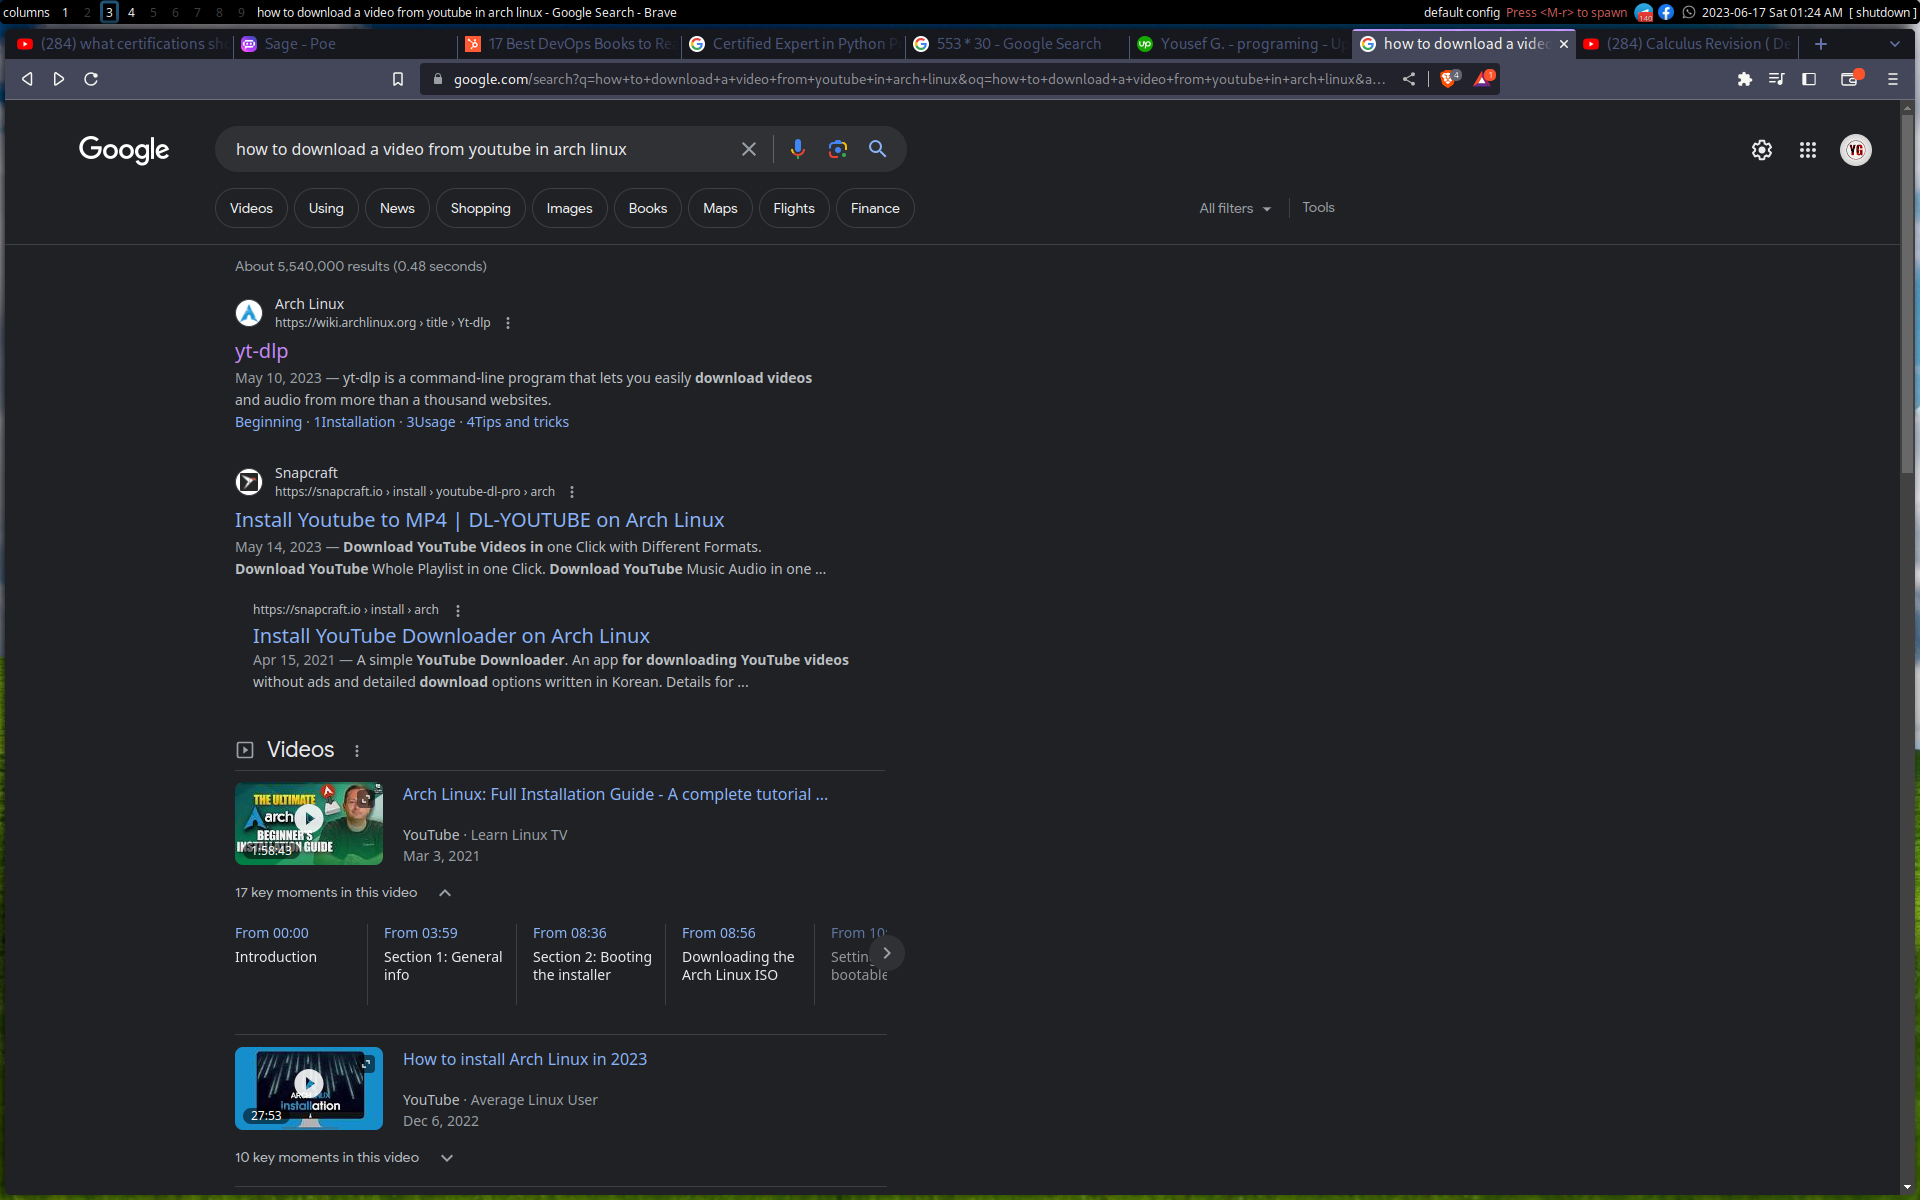 columns 1 2 3 4 5 6 7 8 9 how to download a video from youtube in arch linux - Google Search - Brave
default config Press <M-r> to spawn 140 2023-06-17 Sat 01:24 AM [ shutdown ]
(284) what certifications sh
Sage - Poe
17 Best DevOps Books to Re
Certified Expert in Python P
553 * 30 - Google Search
Yousef G. - programing - Up
how to download a video
(284) Calculus Revision ( De
google.com/search?q=how+to+download+a+video+from+youtube+in+arch+linux&oq=how+to+download+a+video+from+youtube+in+arch+linux&a...
4
1
Google
how to download a video from youtube in arch linux
YG
Videos
Using
News
Shopping
Images
Books
Maps
Flights
Finance
All filters
Tools
About 5,540,000 results (0.48 seconds)
Arch Linux
https://wiki.archlinux.org › title › Yt-dlp
yt-dlp
May 10, 2023 — yt-dlp is a command-line program that lets you easily download videos
and audio from more than a thousand websites.
Beginning · 1Installation · 3Usage · 4Tips and tricks
Snapcraft
https://snapcraft.io › install › youtube-dl-pro › arch
Install Youtube to MP4 | DL-YOUTUBE on Arch Linux
May 14, 2023 — Download YouTube Videos in one Click with Different Formats.
Download YouTube Whole Playlist in one Click. Download YouTube Music Audio in one ...
https://snapcraft.io › install › arch
Install YouTube Downloader on Arch Linux
Apr 15, 2021 — A simple YouTube Downloader. An app for downloading YouTube videos
without ads and detailed download options written in Korean. Details for ...
Videos
THE ULTIMATE
arch
BEGINNER'S
INSTALLATION GUIDE
1:58:43
Arch Linux: Full Installation Guide - A complete tutorial ...
YouTube · Learn Linux TV
Mar 3, 2021
17 key moments in this video
From 00:00
Introduction
From 03:59
Section 1: General
info
From 08:36
Section 2: Booting
the installer
From 08:56
Downloading the
Arch Linux ISO
From 10:
Setting
bootable
ARCH LINUX
installation
27:53
How to install Arch Linux in 2023
YouTube · Average Linux User
Dec 6, 2022
10 key moments in this video